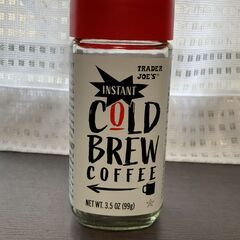 TRADER
JOE'S
INSTANT
COLD
BREW
COFFEE
NET WT. 3.5 OZ (99g)